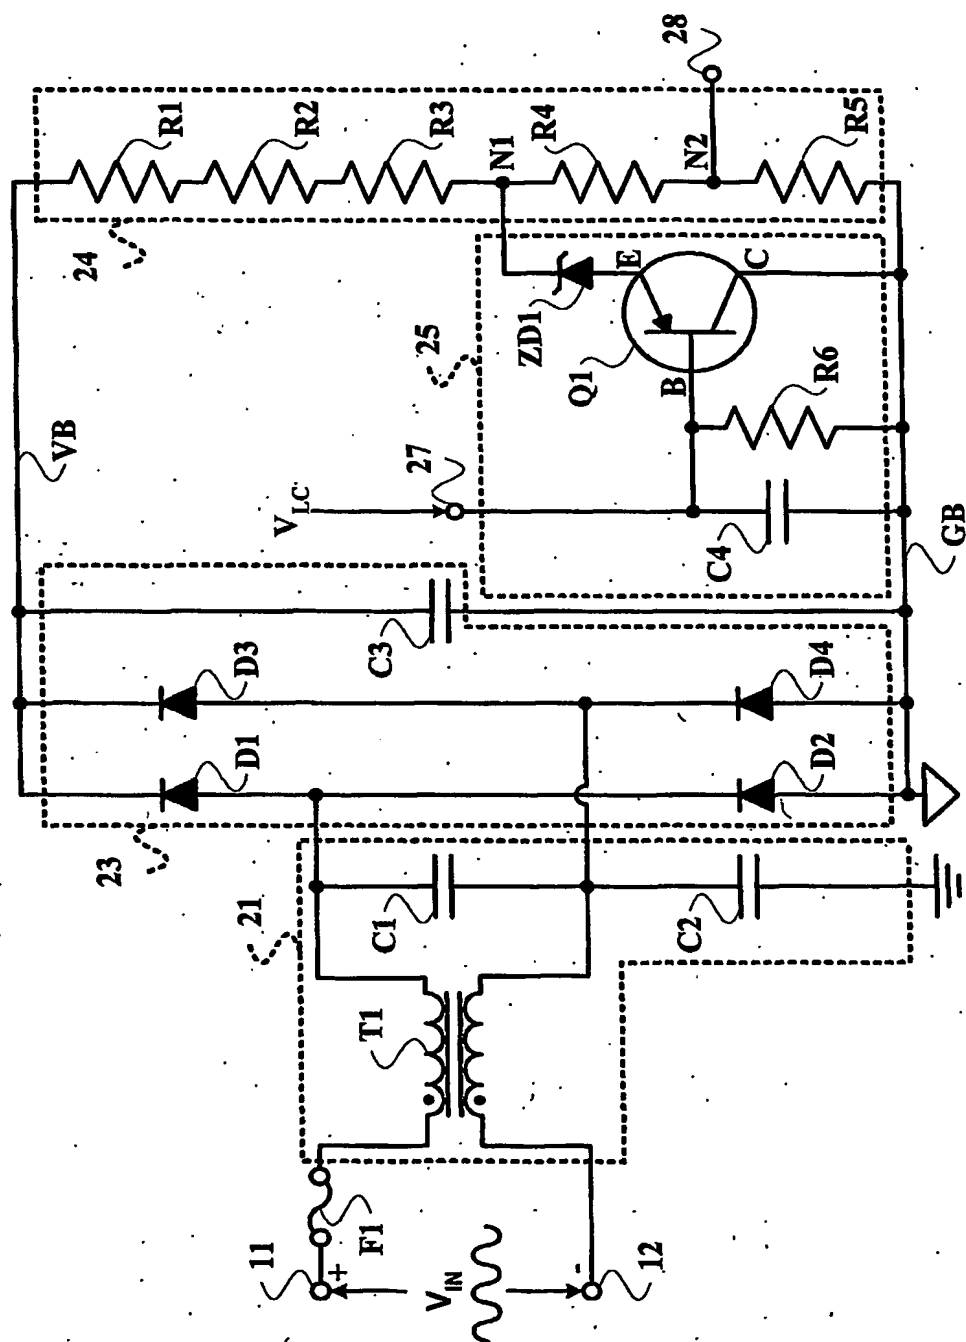 28
R1
R2
R3
N1
R4
N2
R5
24
E
C
ZD1
25
Q1
B
R6
VB
27
V_LC
C4
GB
C3
D3
D4
D1
D2
23
21
C1
C2
T1
F1
11
+
V_IN
-
12